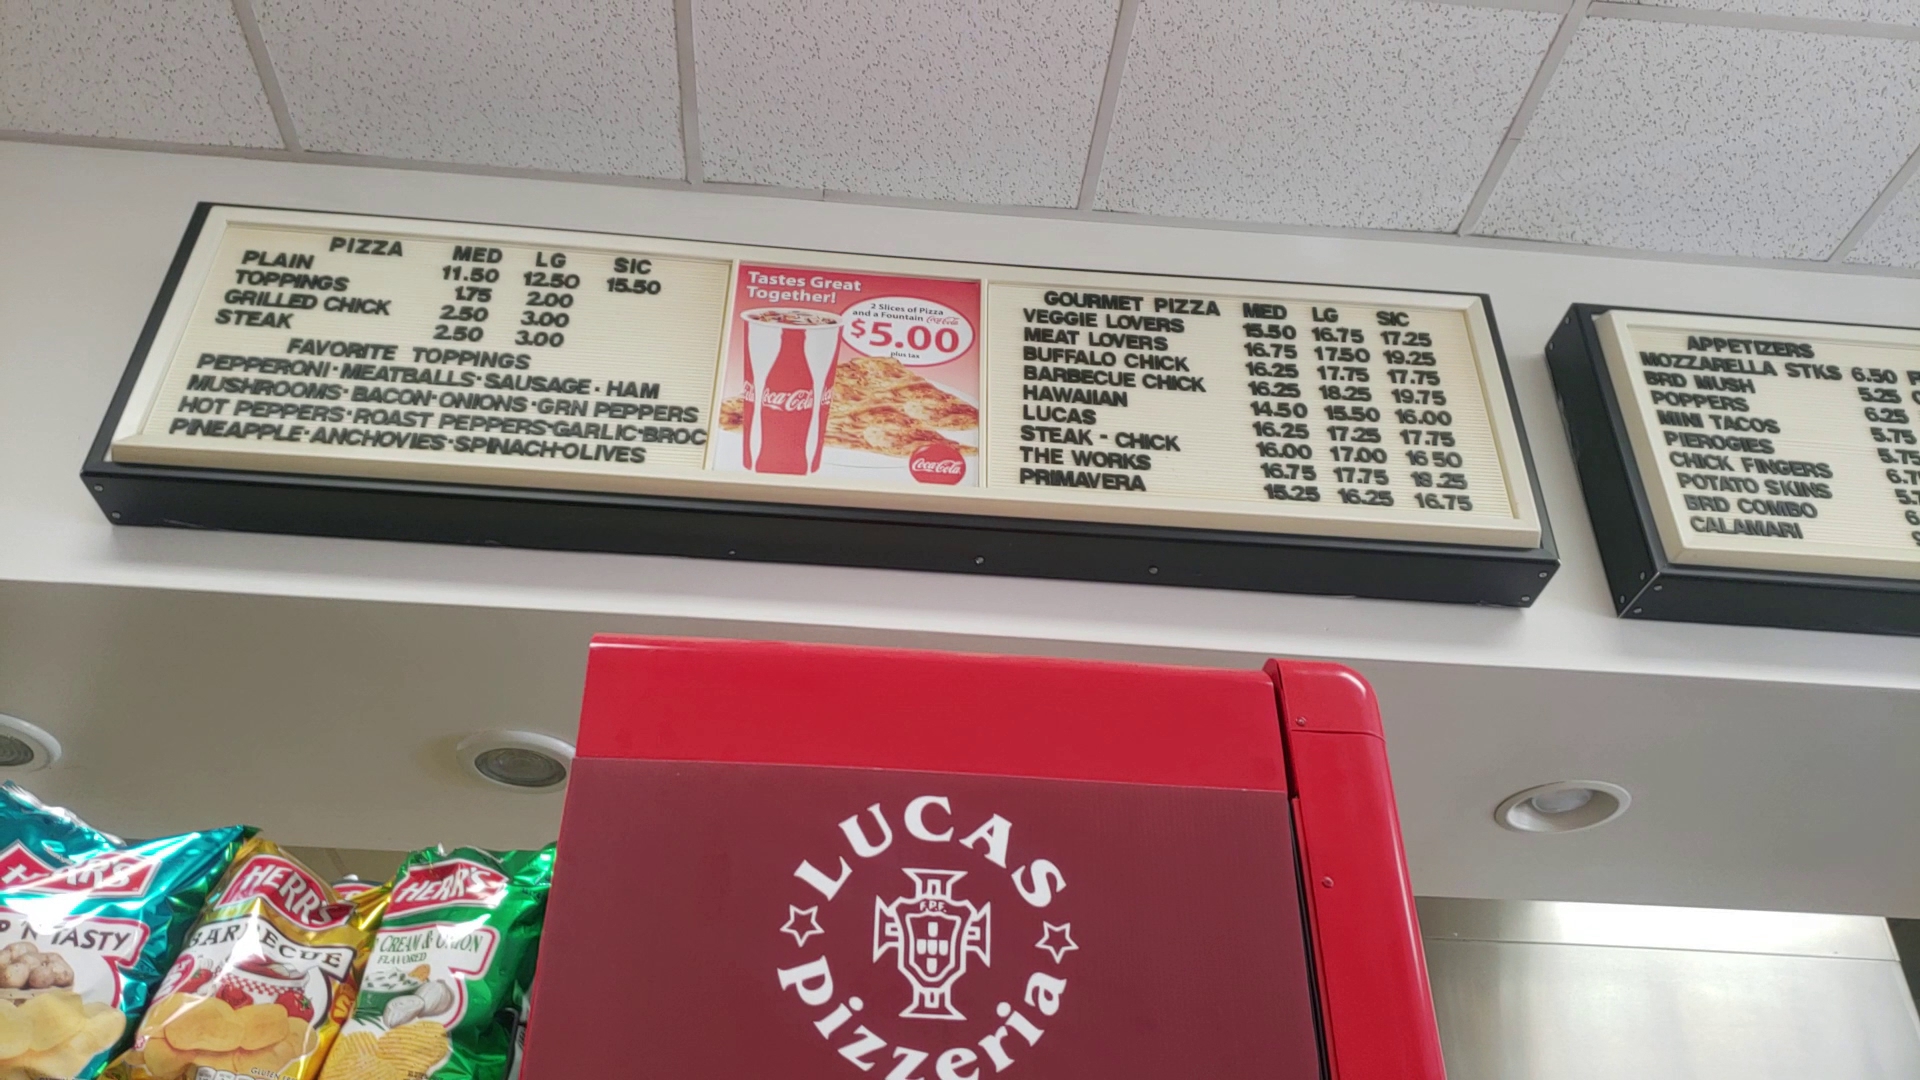 PIZZA MED LG SIC
PLAIN 11.50 12.50 15.50
TOPPINGS 1.75 2.00
GRILLED CHICK 2.50 3.00
STEAK 2.50 3.00
FAVORITE TOPPINGS
PEPPERONI·MEATBALLS·SAUSAGE·HAM
MUSHROOMS·BACON·ONIONS·GRN PEPPERS
HOT PEPPERS·ROAST PEPPERS·GARLIC·BROC
PINEAPPLE·ANCHOVIES·SPINACH·OLIVES
Tastes Great
Together!
2 Slices of Pizza
and a Fountain Coca-Cola
$5.00
plus tax
Coca-Cola
Coca-Cola
GOURMET PIZZA MED LG SIC
VEGGIE LOVERS 15.50 16.75 17.25
MEAT LOVERS 16.75 17.50 19.25
BUFFALO CHICK 16.25 17.75 17.75
BARBECUE CHICK 16.25 18.25 19.75
HAWAIIAN 14.50 15.50 16.00
LUCAS 16.25 17.25 17.75
STEAK - CHICK 16.00 17.00 16 50
THE WORKS 16.75 17.75 18.25
PRIMAVERA 15.25 16.25 16.75
APPETIZERS
MOZZARELLA STKS 6.50
BRD MUSH 5.25
POPPERS 6.25
MINI TACOS 5.75
PIEROGIES 5.75
CHICK FINGERS
POTATO SKINS
BRD COMBO
CALAMARI
LUCAS
F.P.F.
Pizzeria
HERR'S
'N TASTY
HERR'S
BARBECUE
HERR'S
CREAM & ONION
FLAVORED